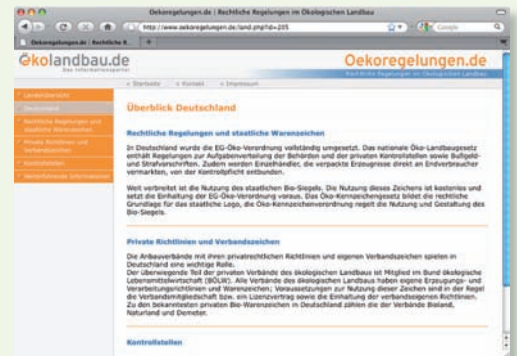 Oekoregelungen.de | Rechtliche Regelungen im Ökologischen Landbau
http://www.oekoregelungen.de/land.php?id=235
Google
Oekoregelungen.de | Rechtliche R...
Ökolandbau.de
Das Informationsportal
Oekoregelungen.de
Rechtliche Regelungen im Ökologischen Landbau
Startseite
Kontakt
Impressum
Länderübersicht
Deutschland
Rechtliche Regelungen und
staatliche Warenzeichen
Private Richtlinien und
Verbandszeichen
Kontrollstellen
Weiterführende Informationen
Überblick Deutschland
Rechtliche Regelungen und staatliche Warenzeichen
In Deutschland wurde die EG-Öko-Verordnung vollständig umgesetzt. Das nationale Öko-Landbaugesetz
enthält Regelungen zur Aufgabenverteilung der Behörden und der privaten Kontrollstellen sowie Bußgeld-
und Strafvorschriften. Zudem werden Einzelhändler, die verpackte Erzeugnisse direkt an Endverbraucher
vermarkten, von der Kontrollpflicht entbunden.
Weit verbreitet ist die Nutzung des staatlichen Bio-Siegels. Die Nutzung dieses Zeichens ist kostenlos und
setzt die Einhaltung der EG-Öko-Verordnung voraus. Das Öko-Kennzeichengesetz bildet die rechtliche
Grundlage für das staatliche Logo, die Öko-Kennzeichenverordnung regelt die Nutzung und Gestaltung des
Bio-Siegels.
Private Richtlinien und Verbandszeichen
Die Anbauverbände mit ihren privatrechtlichen Richtlinien und eigenen Verbandszeichen spielen in
Deutschland eine wichtige Rolle.
Der überwiegende Teil der privaten Verbände des ökologischen Landbaus ist Mitglied im Bund ökologische
Lebensmittelwirtschaft (BÖLW). Alle Verbände des ökologischen Landbaus haben eigene Erzeugungs- und
Verarbeitungsrichtlinien und Warenzeichen; Voraussetzungen zur Nutzung dieser Zeichen sind in der Regel
die Verbandsmitgliedschaft bzw. ein Lizenzvertrag sowie die Einhaltung der verbandseigenen Richtlinien.
Zu den bekanntesten privaten Bio-Warenzeichen in Deutschland zählen die der Verbände Bioland,
Naturland und Demeter.
Kontrollstellen